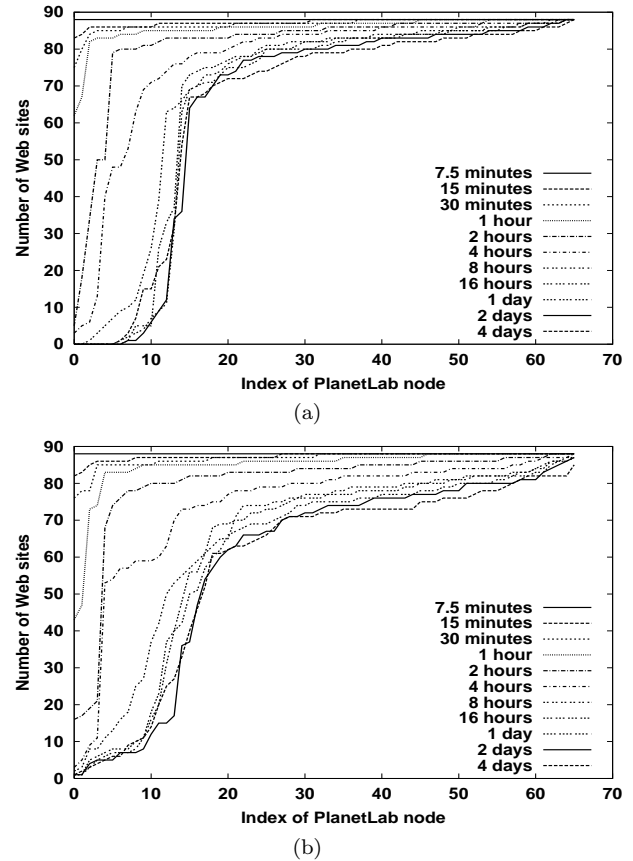 90
80
70
60
50
40
30
20
10
0
Number of Web sites
7.5 minutes
15 minutes
30 minutes
1 hour
2 hours
4 hours
8 hours
16 hours
1 day
2 days
4 days
0 10 20 30 40 50 60 70
Index of PlanetLab node
(a)
90
80
70
60
50
40
30
20
10
0
Number of Web sites
7.5 minutes
15 minutes
30 minutes
1 hour
2 hours
4 hours
8 hours
16 hours
1 day
2 days
4 days
0 10 20 30 40 50 60 70
Index of PlanetLab node
(b)